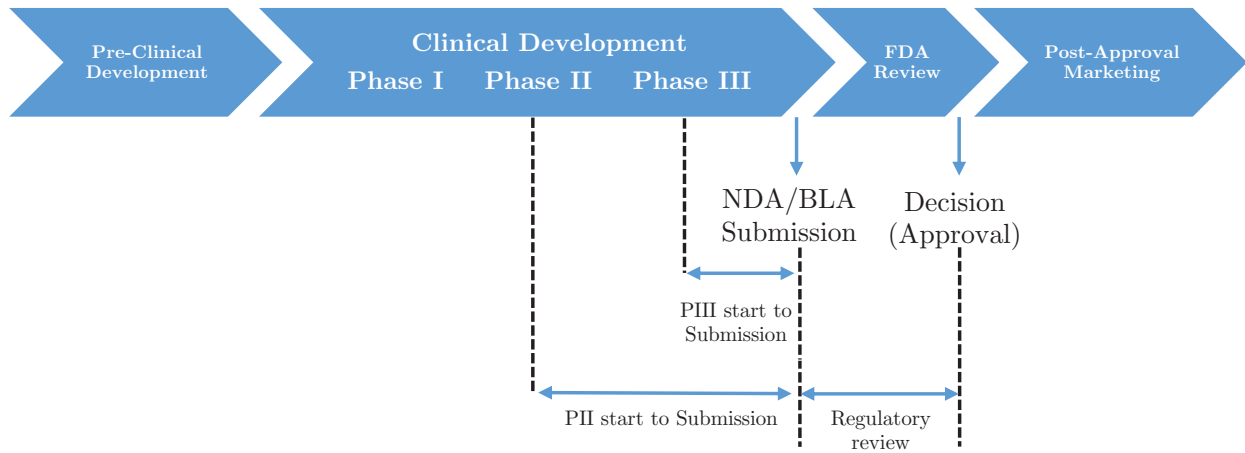 Pre-Clinical
Development
Clinical Development
Phase I Phase II Phase III
FDA
Review
Post-Approval
Marketing
NDA/BLA
Submission
Decision
(Approval)
PIII start to
Submission
PII start to Submission
Regulatory
review